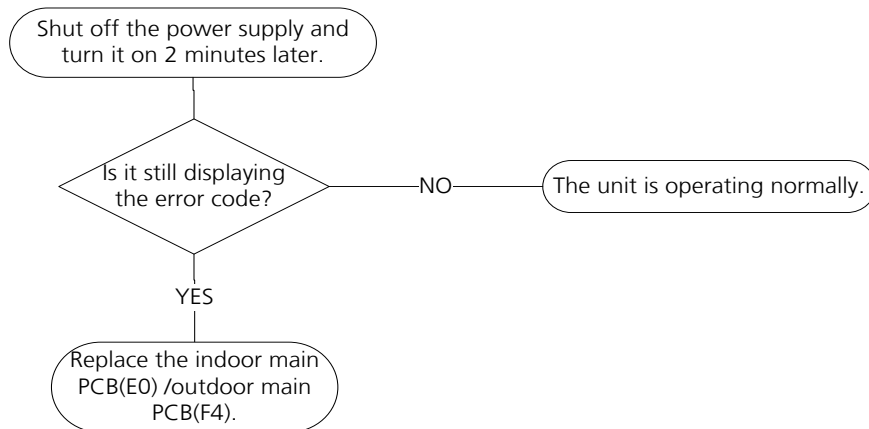 Shut off the power supply and
turn it on 2 minutes later.
Is it still displaying
the error code?
NO
The unit is operating normally.
YES
Replace the indoor main
PCB(E0) /outdoor main
PCB(F4).